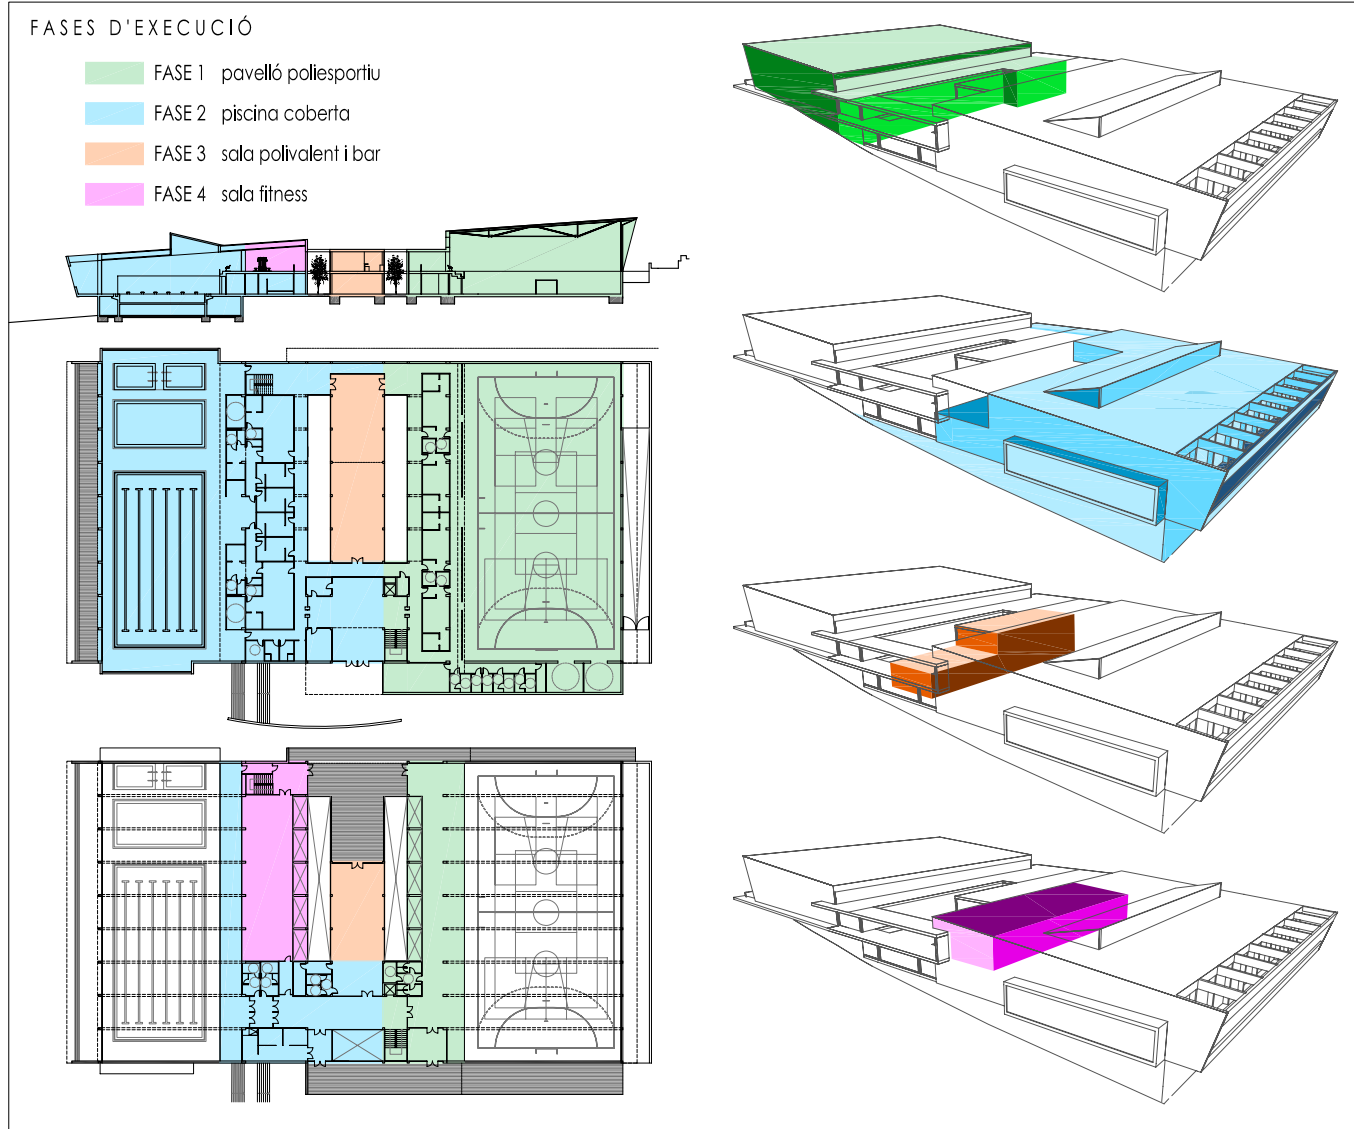 FASES D'EXECUCIÓ
FASE 1 pavelló poliesportiu
FASE 2 piscina coberta
FASE 3 sala polivalent i bar
FASE 4 sala fitness